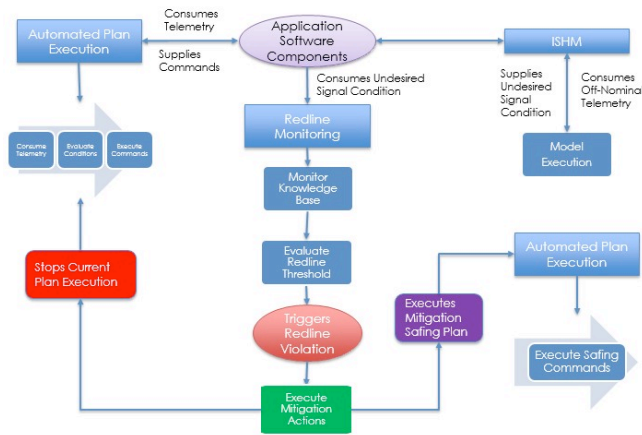 Automated Plan
Execution
Consumes
Telemetry
Supplies
Commands
Application
Software
Components
ISHM
Consumes Undesired
Signal Condition
Supplies
Undesired
Signal
Condition
Consumes
Off-Nominal
Telemetry
Redline
Monitoring
Model
Execution
Consume
Telemetry
Evaluate
Conditions
Execute
Commands
Monitor
Knowledge
Base
Evaluate
Redline
Threshold
Automated Plan
Execution
Stops Current
Plan Execution
Triggers
Redline
Violation
Executes
Mitigation
Safing Plan
Execute Safing
Commands
Execute
Mitigation
Actions